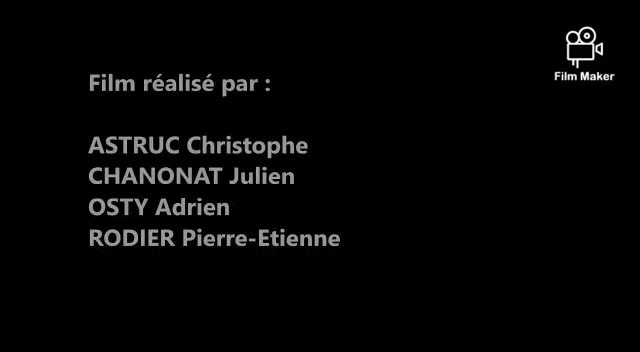 Film Maker
Film réalisé par :
ASTRUC Christophe
CHANONAT Julien
OSTY Adrien
RODIER Pierre-Etienne